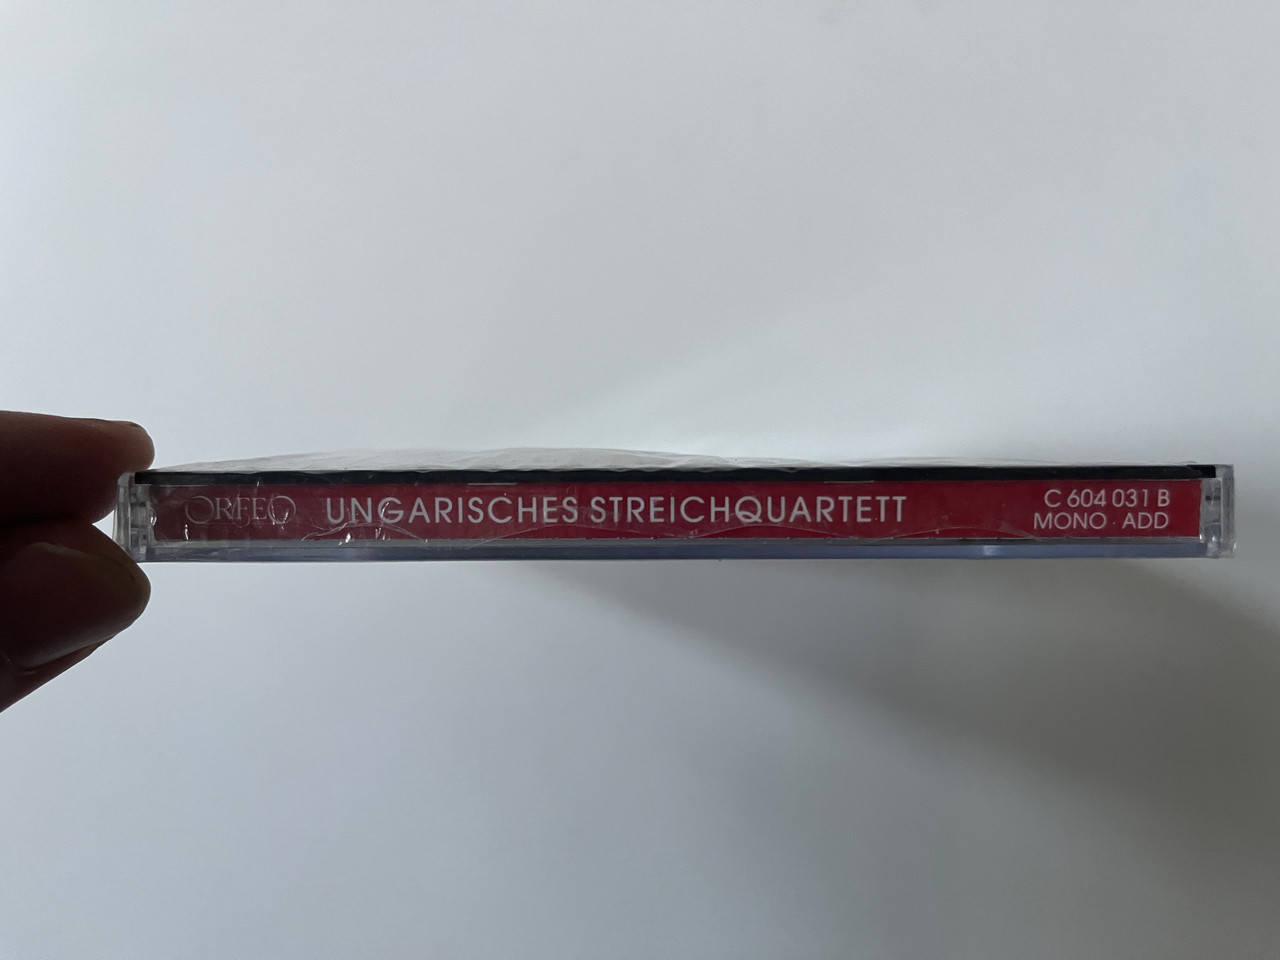 ORFEO
UNGARISCHES STREICHQUARTETT
C 604 031 B
MONO · ADD